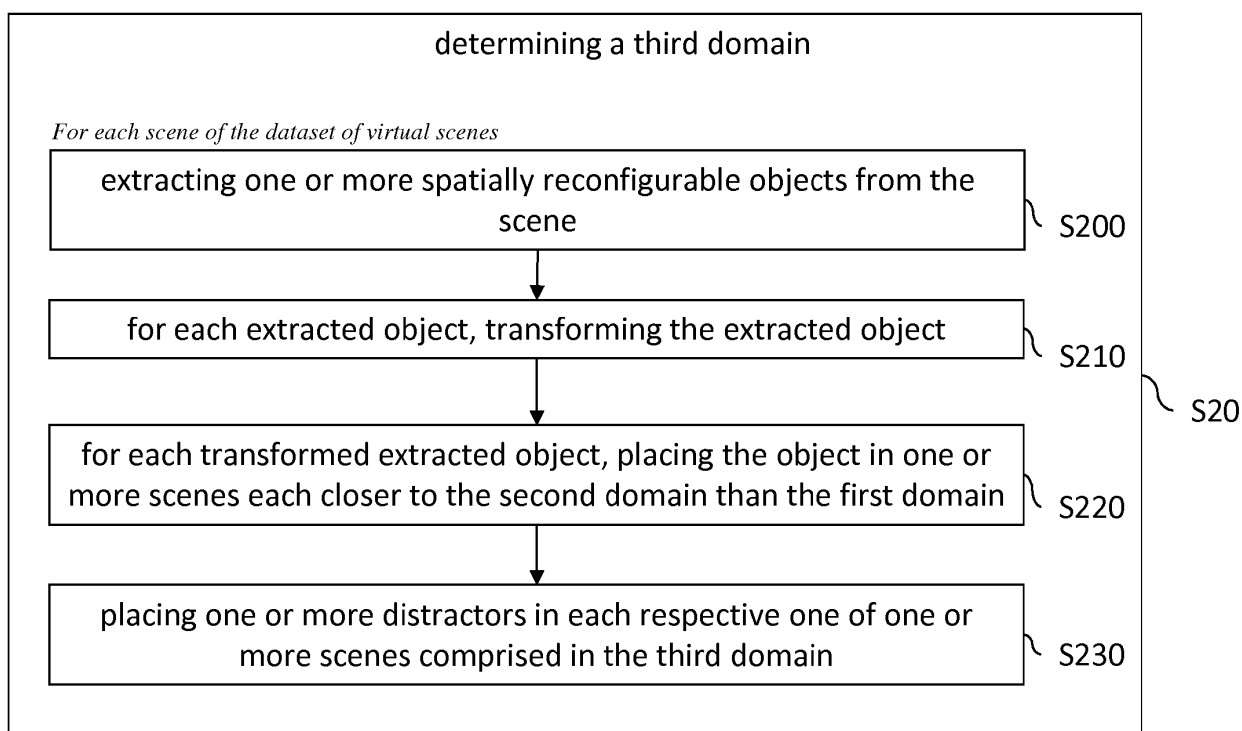 determining a third domain
For each scene of the dataset of virtual scenes
extracting one or more spatially reconfigurable objects from the
scene
S200
for each extracted object, transforming the extracted object
S210
S20
for each transformed extracted object, placing the object in one or
more scenes each closer to the second domain than the first domain
S220
placing one or more distractors in each respective one of one or
more scenes comprised in the third domain
S230